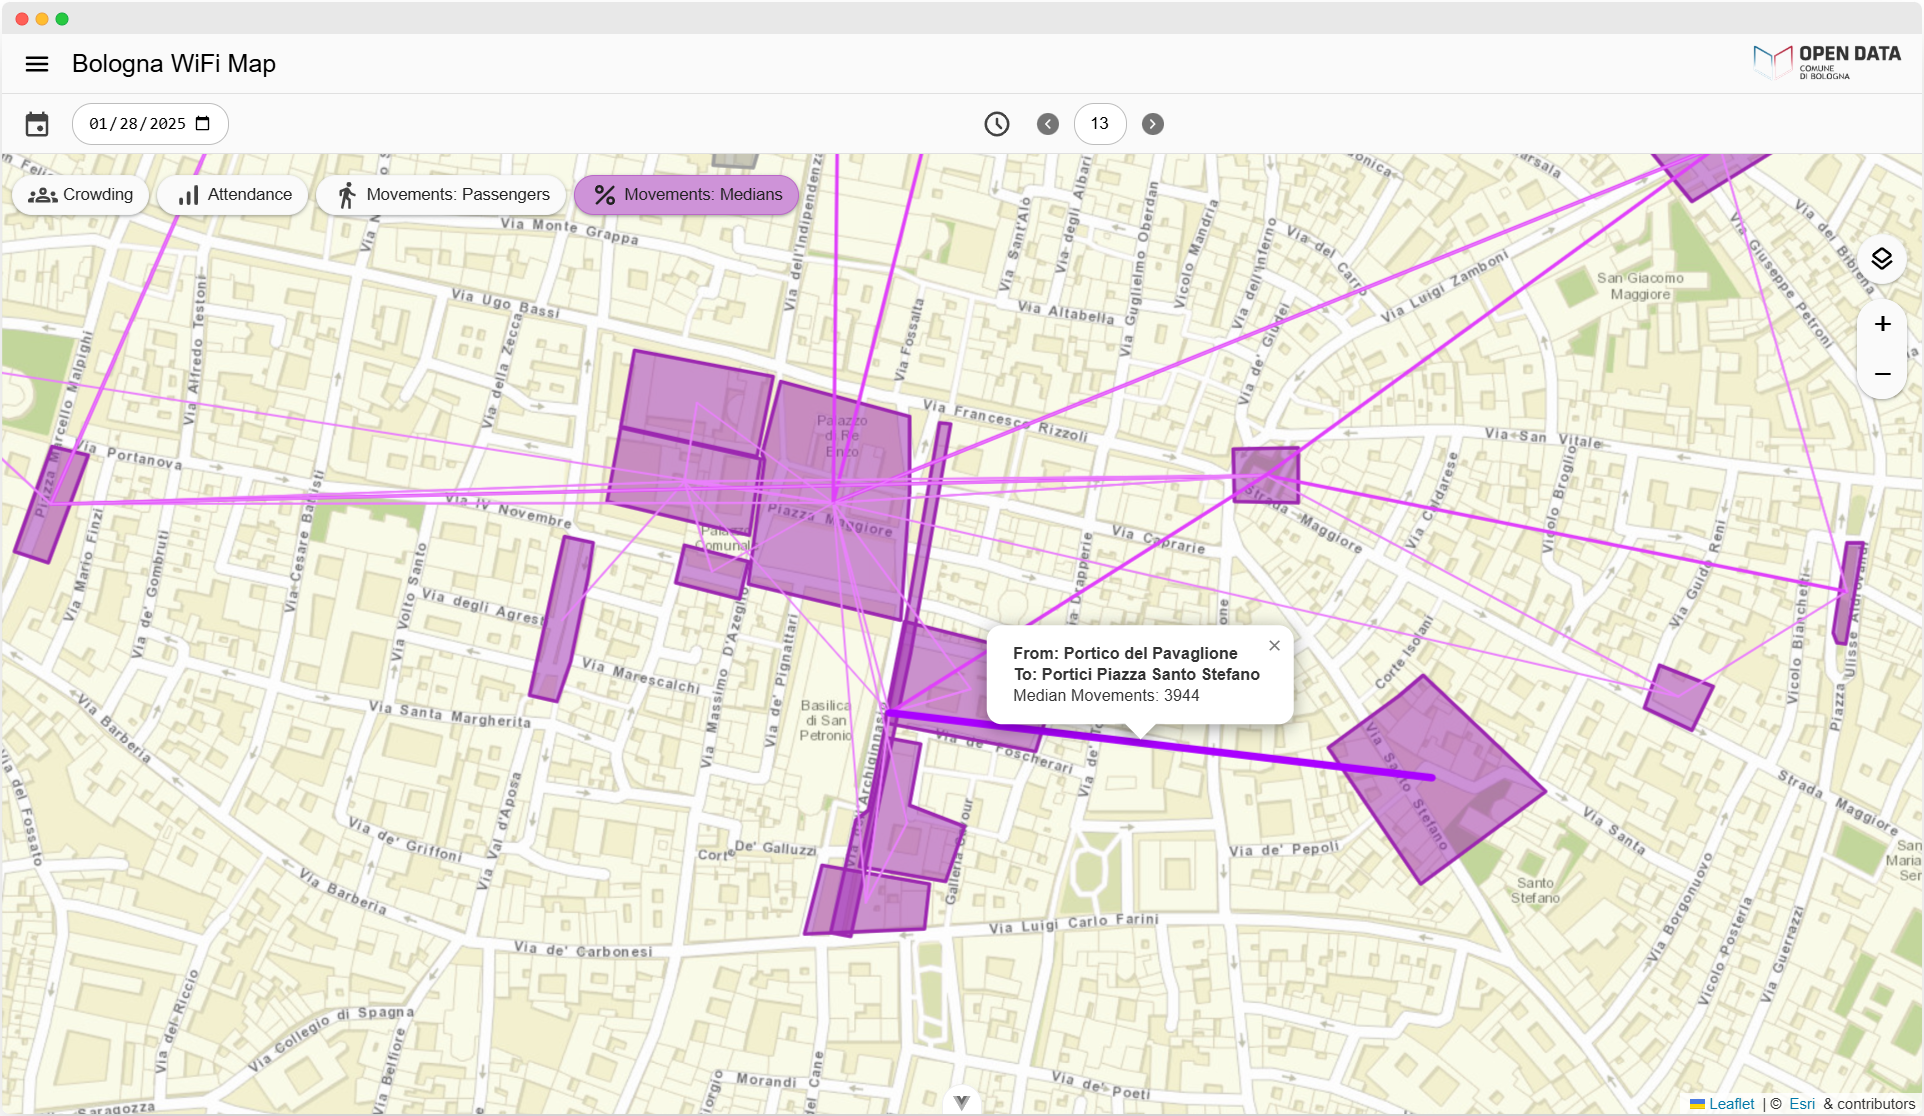 Bologna WiFi Map
OPEN DATA
COMUNE
DI BOLOGNA
01/28/2025
13
Crowding
Attendance
Movements: Passengers
Movements: Medians
Via Monte Grappa
Via dell'Indipendenza
Via Sant'Alo
Via degli Albari
Via Guglielmo Oberdan
Vicolo Mandria
Via dell'Inferno
Via del Carro
Via Luigi Zamboni
San Giacomo
Maggiore
Via Giuseppe Petroni
Via dei Bibiena
Via Ugo Bassi
Via della Zecca
Via Alfredo Testoni
Via Altabella
Via Fossalta
Via de' Giudei
Piazza Marcello Malpighi
Via Portanova
Via Francesco Rizzoli
Palazzo
di Re
Enzo
Via San Vitale
Via IV Novembre
Piazza Maggiore
Palazzo
Comunal
Via Caprarie
Strada Maggiore
Via Caldarese
Vicolo Broglio
Via Guido Reni
Via Mario Finzi
Via de' Gombruti
Via Cesare Battisti
Via Volto Santo
Via degli Agresti
Via Marescalchi
Via Massimo D'Azeglio
Via de' Pignattari
Via Drapperie
Corte Isolani
Vicolo Bianchetti
Piazza Ulisse Aldrovandi
From: Portico del Pavaglione
To: Portici Piazza Santo Stefano
Median Movements: 3944
Via Barberia
Via Santa Margherita
Basilica
di San
Petronio
Via de' Foscherari
Via Santo Stefano
Via Santa
Strada Maggiore
Via del Fossato
Via Val d'Aposa
Via de' Griffoni
Via Barberia
De' Galluzzi
Via de' Pepoli
Santo
Stefano
San
Maria
Ser
Via Borgonuovo
Vicolo Posteria
Via Guerrazzi
Via de' Carbonesi
Via Luigi Carlo Farini
Via del Riccio
Via Collegio di Spagna
Via Belfiore
Morandi
Via de' Poeti
Saragozza
Leaflet | © Esri & contributors